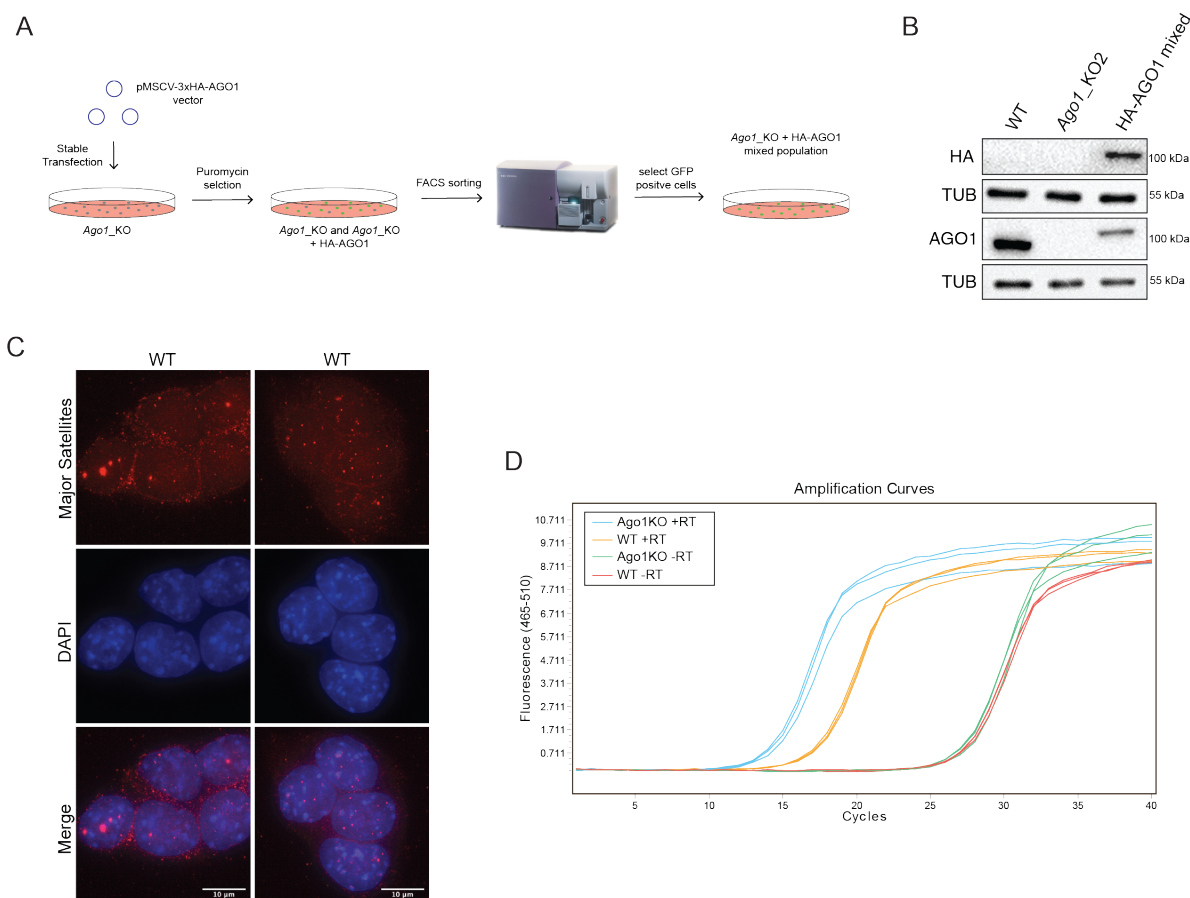 A
pMSCV-3xHA-AGO1
vector
Stable
Transfection
Ago1_KO
Puromycin
selction
Ago1_KO and Ago1_KO
+ HA-AGO1
FACS sorting
select GFP
positve cells
Ago1_KO + HA-AGO1
mixed population
B
WT
Ago1_KO2
HA-AGO1 mixed
HA
100 kDa
TUB
55 kDa
AGO1
100 kDa
TUB
55 kDa
C
WT
WT
Major Satellites
DAPI
Merge
10 µm
10 µm
D
Amplification Curves
Ago1KO +RT
WT +RT
Ago1KO -RT
WT -RT
Fluorescence (465-510)
10.711
9.711
8.711
7.711
6.711
5.711
4.711
3.711
2.711
1.711
0.711
5
10
15
20
25
30
35
40
Cycles